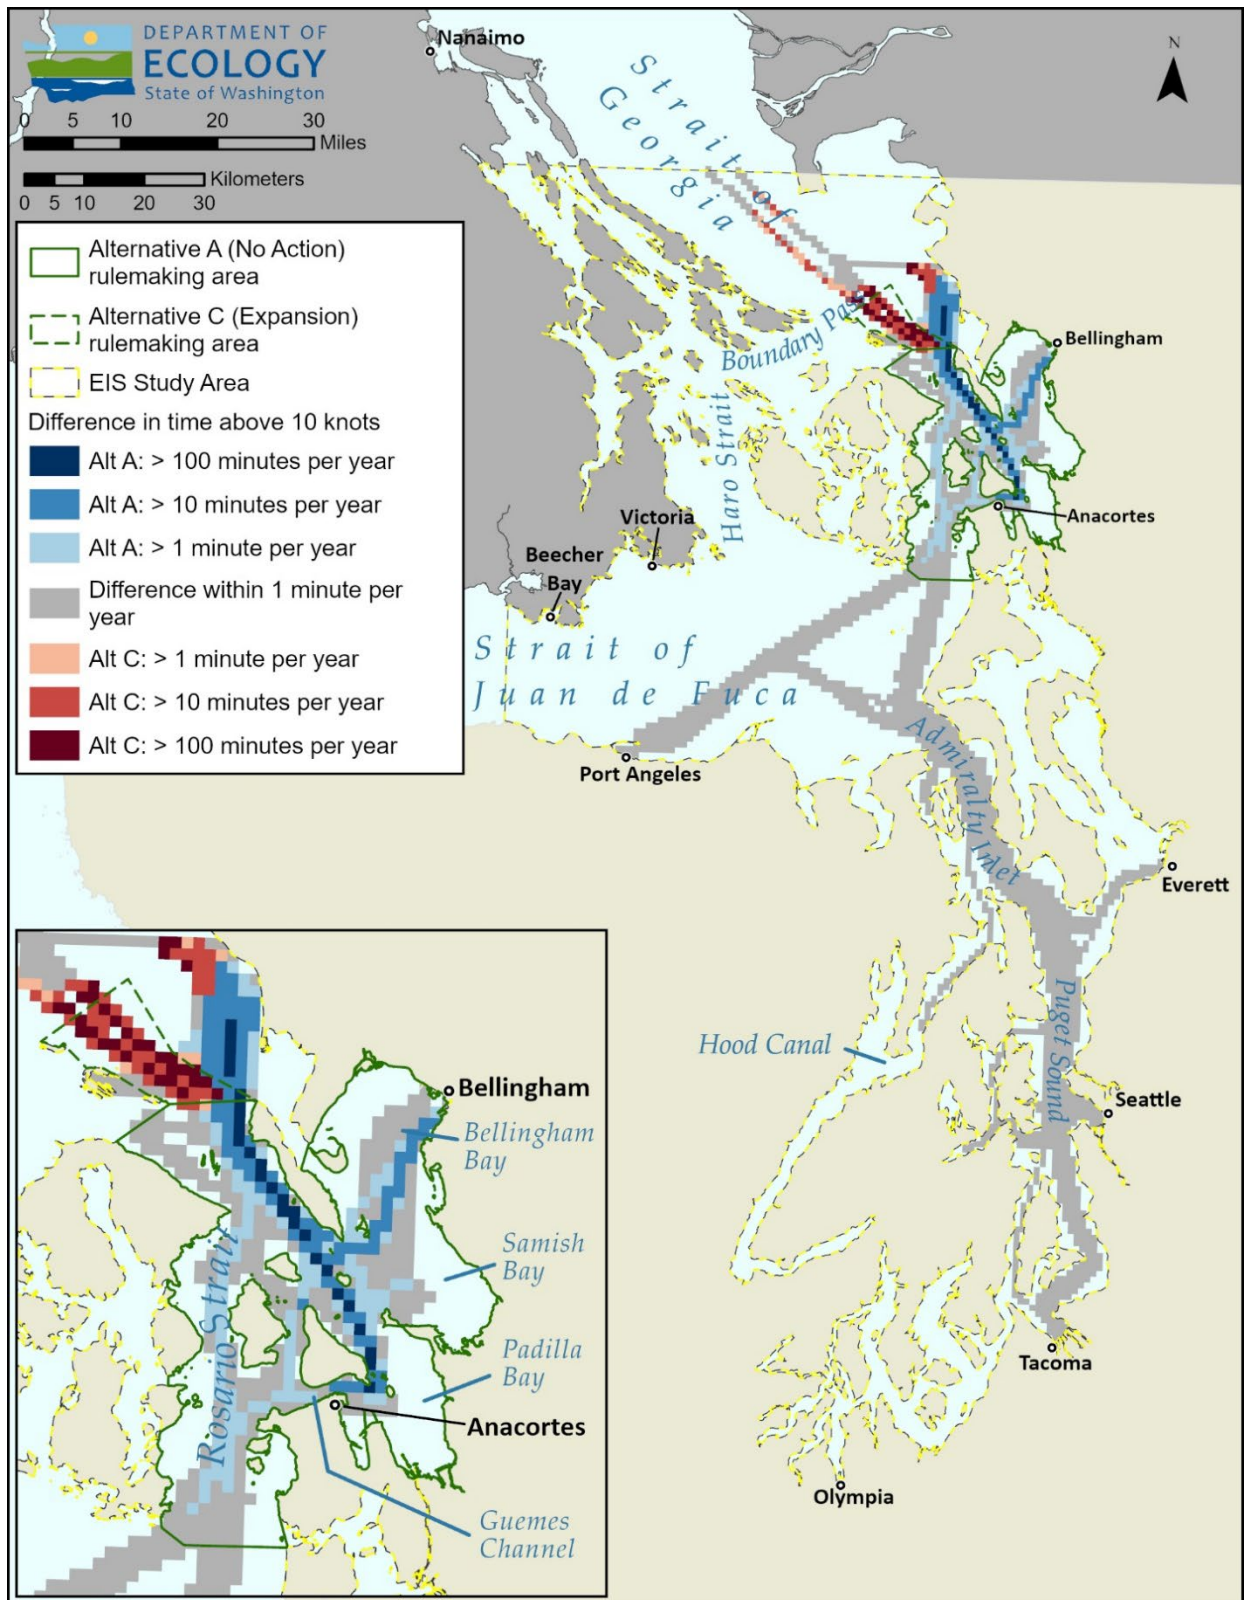 DEPARTMENT OF
ECOLOGY
State of Washington
0 5 10 20 30
Miles
Kilometers
0 5 10 20 30
Alternative A (No Action)
rulemaking area
Alternative C (Expansion)
rulemaking area
EIS Study Area
Difference in time above 10 knots
Alt A: > 100 minutes per year
Alt A: > 10 minutes per year
Alt A: > 1 minute per year
Difference within 1 minute per
year
Alt C: > 1 minute per year
Alt C: > 10 minutes per year
Alt C: > 100 minutes per year
Nanaimo
N
Strait of
Georgia
Boundary Pass
Haro Strait
Bellingham
Anacortes
Victoria
Beecher
Bay
Strait of
Juan de Fuca
Port Angeles
Admiralty Inlet
Everett
Hood Canal
Puget Sound
Seattle
Tacoma
Olympia
Bellingham
Bellingham
Bay
Samish
Bay
Padilla
Bay
Anacortes
Rosario Strait
Guemes
Channel